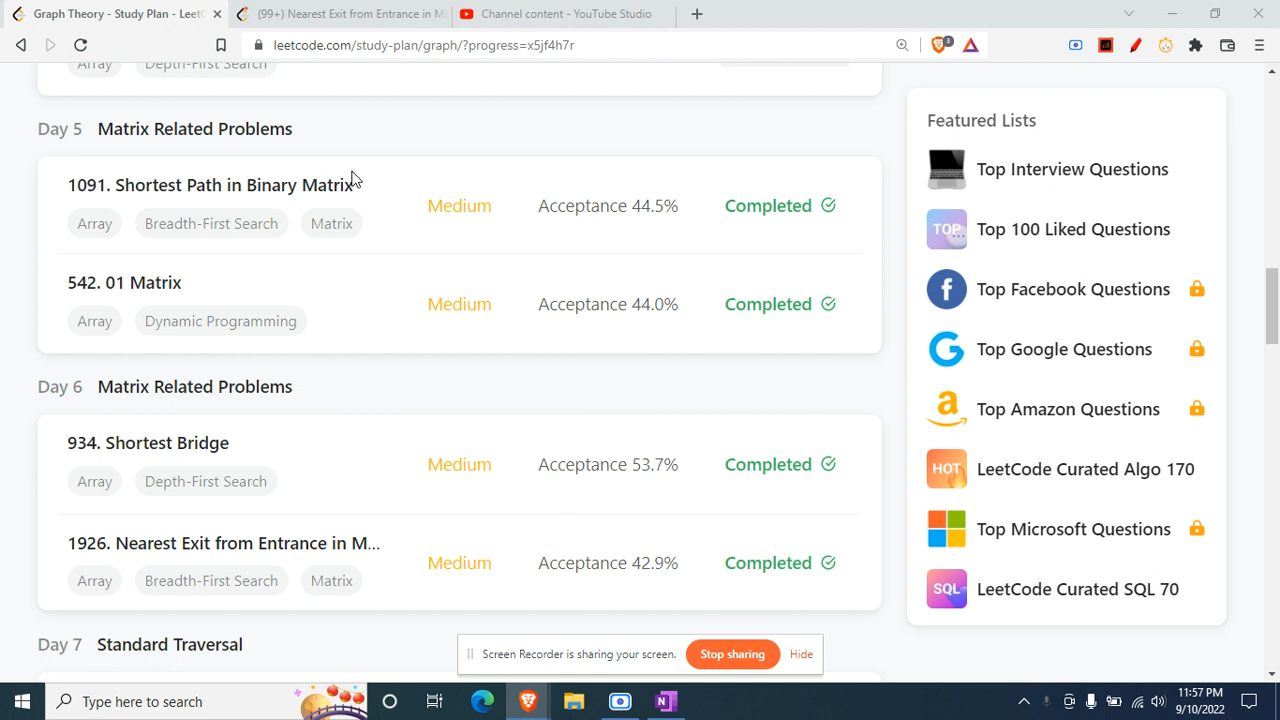 Graph Theory - Study Plan - LeetC
(99+) Nearest Exit from Entrance in M
Channel content - YouTube Studio
leetcode.com/study-plan/graph/?progress=x5jf4h7r
3
Array Depth-First Search
Day 5 Matrix Related Problems
1091. Shortest Path in Binary Matrix
Array Breadth-First Search Matrix
Medium Acceptance 44.5% Completed
542. 01 Matrix
Array Dynamic Programming
Medium Acceptance 44.0% Completed
Day 6 Matrix Related Problems
934. Shortest Bridge
Array Depth-First Search
Medium Acceptance 53.7% Completed
1926. Nearest Exit from Entrance in M...
Array Breadth-First Search Matrix
Medium Acceptance 42.9% Completed
Day 7 Standard Traversal
Featured Lists
Top Interview Questions
TOP Top 100 Liked Questions
Top Facebook Questions
Top Google Questions
Top Amazon Questions
HOT LeetCode Curated Algo 170
Top Microsoft Questions
SQL LeetCode Curated SQL 70
Screen Recorder is sharing your screen. Stop sharing Hide
Type here to search
11:57 PM
9/10/2022